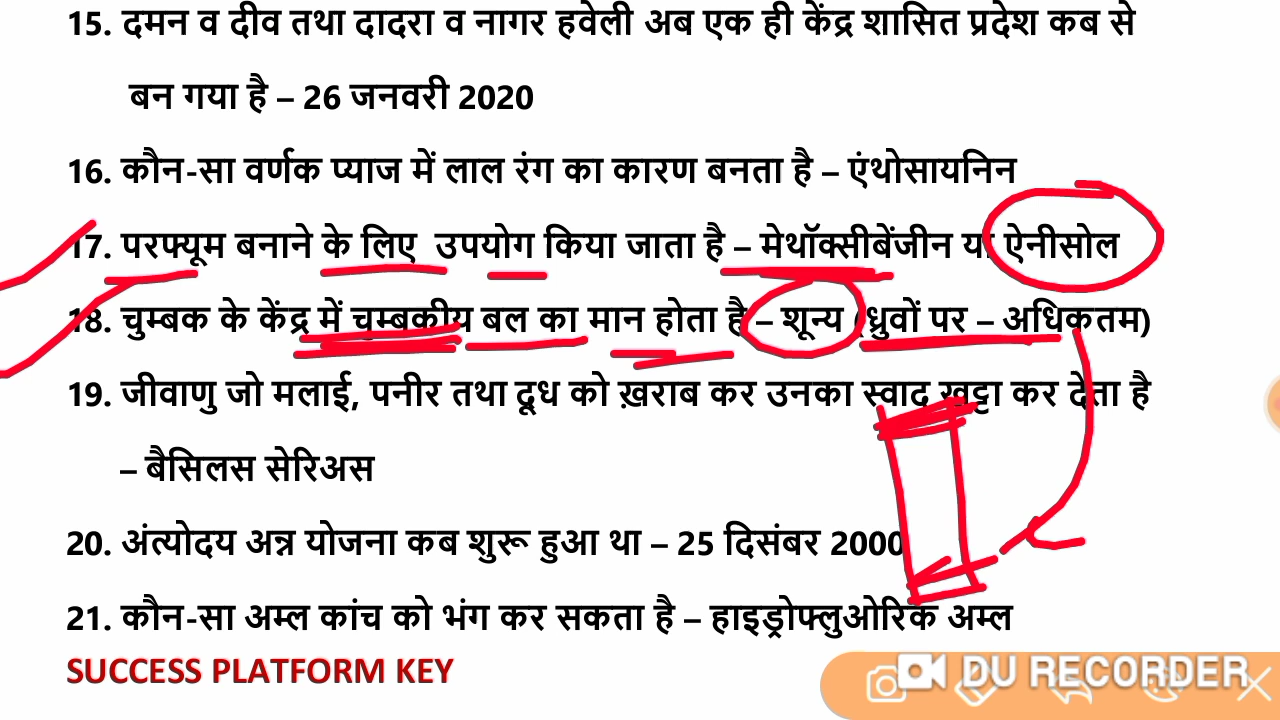 15. दमन व दीव तथा दादरा व नागर हवेली अब एक ही केंद्र शासित प्रदेश कब से
बन गया है – 26 जनवरी 2020
16. कौन-सा वर्णक प्याज में लाल रंग का कारण बनता है – एंथोसायनिन
17. परफ्यूम बनाने के लिए उपयोग किया जाता है – मेथॉक्सीबेंजीन या ऐनीसोल
18. चुम्बक के केंद्र में चुम्बकीय बल का मान होता है – शून्य (ध्रुवों पर – अधिकतम)
19. जीवाणु जो मलाई, पनीर तथा दूध को ख़राब कर उनका स्वाद खट्टा कर देता है
– बैसिलस सेरिअस
20. अंत्योदय अन्न योजना कब शुरू हुआ था – 25 दिसंबर 2000
21. कौन-सा अम्ल कांच को भंग कर सकता है – हाइड्रोफ्लुओरिक अम्ल
SUCCESS PLATFORM KEY
DU RECORDER